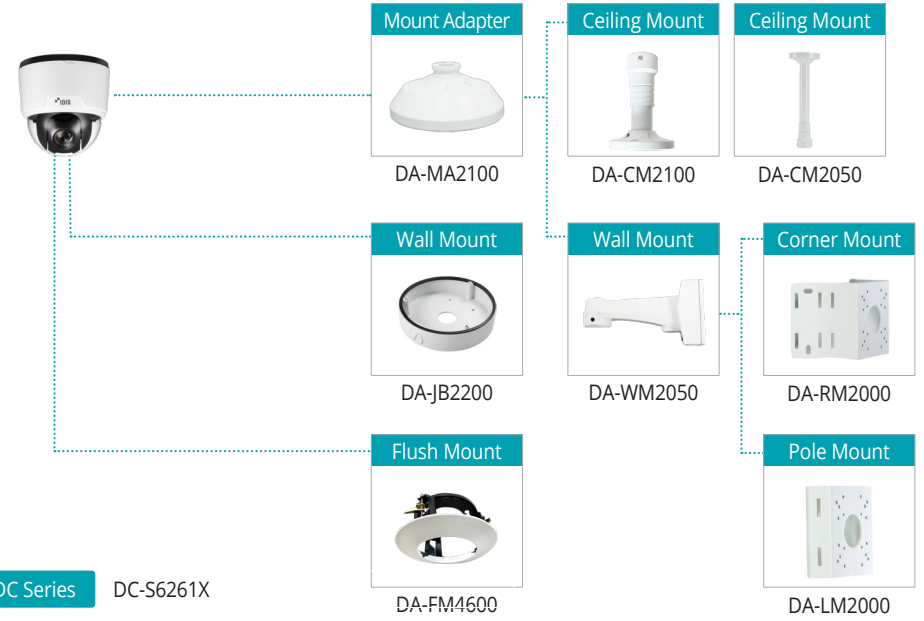 Mount Adapter
Ceiling Mount
Ceiling Mount
IDIS
DA-MA2100
DA-CM2100
DA-CM2050
Wall Mount
Wall Mount
Corner Mount
DA-JB2200
DA-WM2050
DA-RM2000
Flush Mount
Pole Mount
DC Series
DC-S6261X
DA-FM4600
DA-LM2000